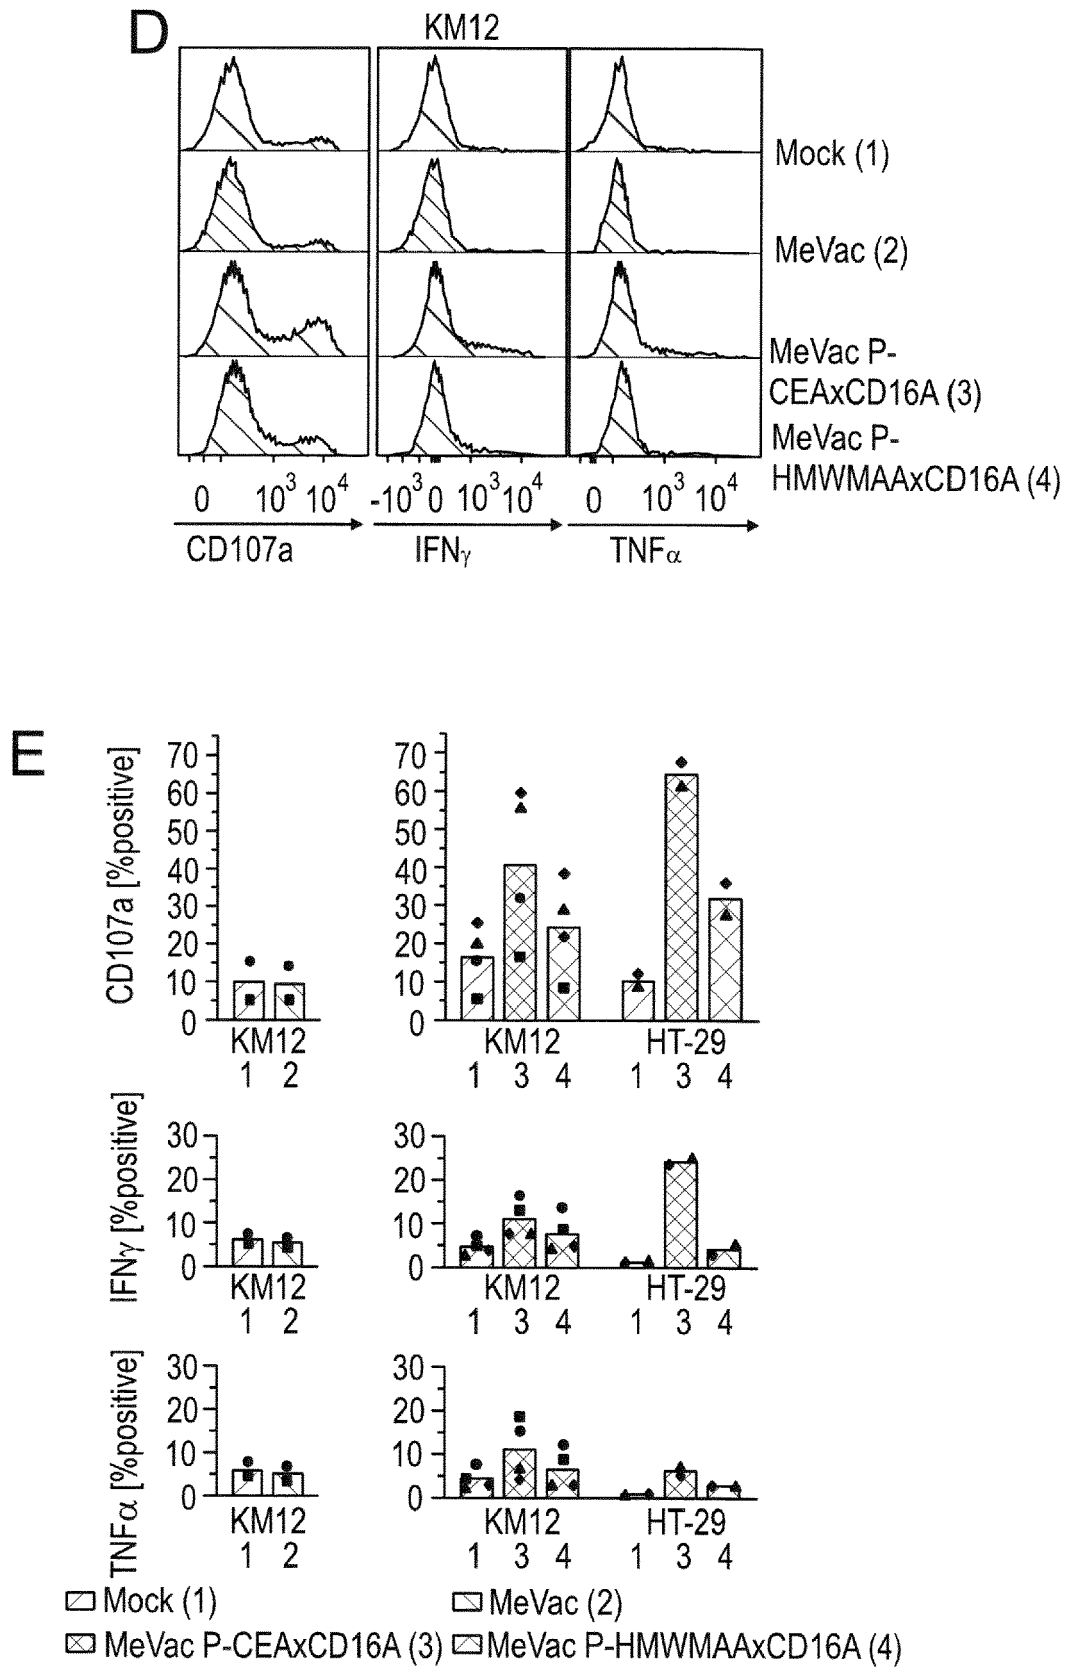 D
KM12
Mock (1)
MeVac (2)
MeVac P-
CEAxCD16A (3)
MeVac P-
HMWMAAxCD16A (4)
0 10³ 10⁴ -10³ 0 10³ 10⁴ 0 10³ 10⁴
CD107a IFNγ TNFα
E
CD107a [%positive]
70 60 50 40 30 20 10 0
70 60 50 40 30 20 10 0
KM12 KM12 HT-29
1 2 1 3 4 1 3 4
IFNγ [%positive]
30 20 10 0
30 20 10 0
KM12 KM12 HT-29
1 2 1 3 4 1 3 4
TNFα [%positive]
30 20 10 0
30 20 10 0
KM12 KM12 HT-29
1 2 1 3 4 1 3 4
Mock (1) MeVac (2)
MeVac P-CEAxCD16A (3) MeVac P-HMWMAAxCD16A (4)